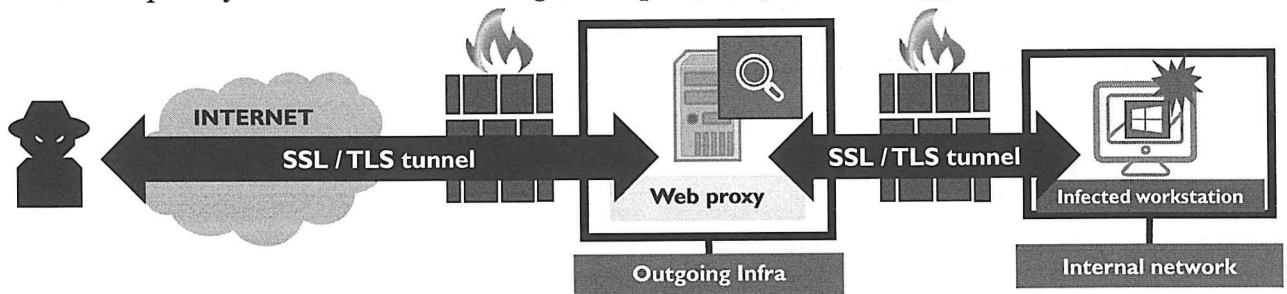 INTERNET
SSL / TLS tunnel
SSL / TLS tunnel
Web proxy
Infected workstation
Outgoing Infra
Internal network